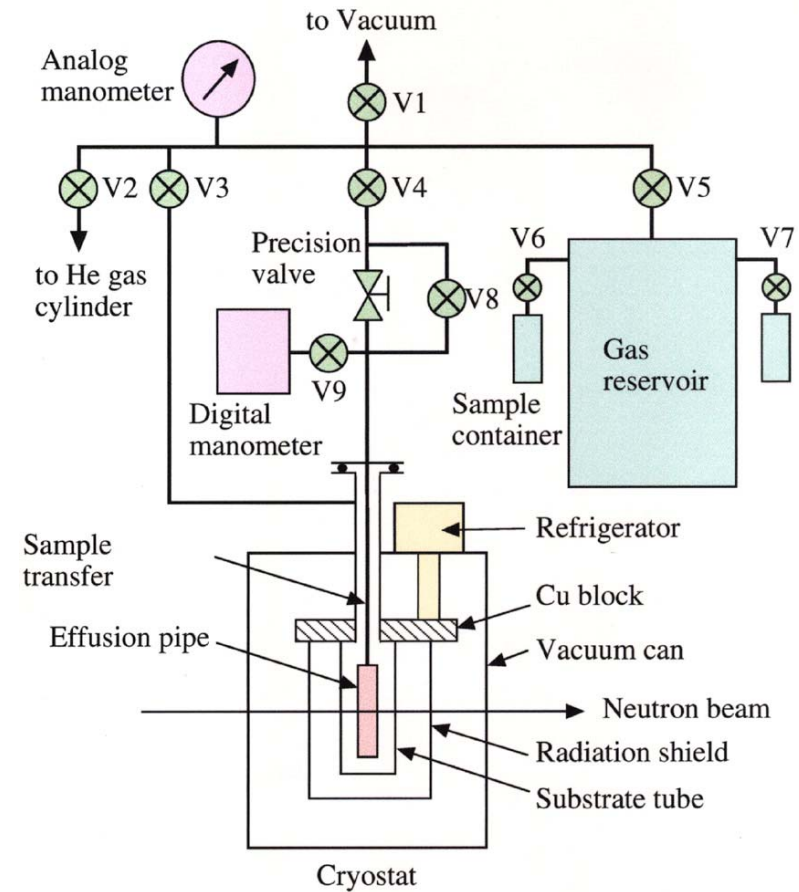 to Vacuum
Analog
manometer
V1
V2
V3
V4
V5
Precision
valve
V6
V7
to He gas
cylinder
V8
Gas
reservoir
V9
Digital
manometer
Sample
container
Refrigerator
Sample
transfer
Cu block
Effusion pipe
Vacuum can
Neutron beam
Radiation shield
Substrate tube
Cryostat